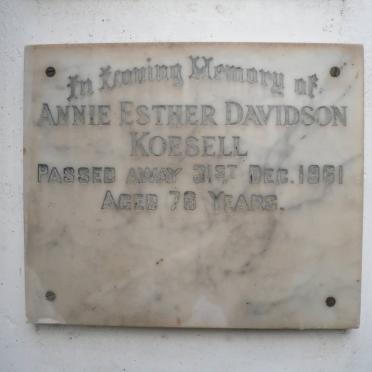 In Loving Memory of
ANNIE ESTHER DAVIDSON
KOESELL
PASSED AWAY 31ST DEC. 1961
AGED 78 YEARS.